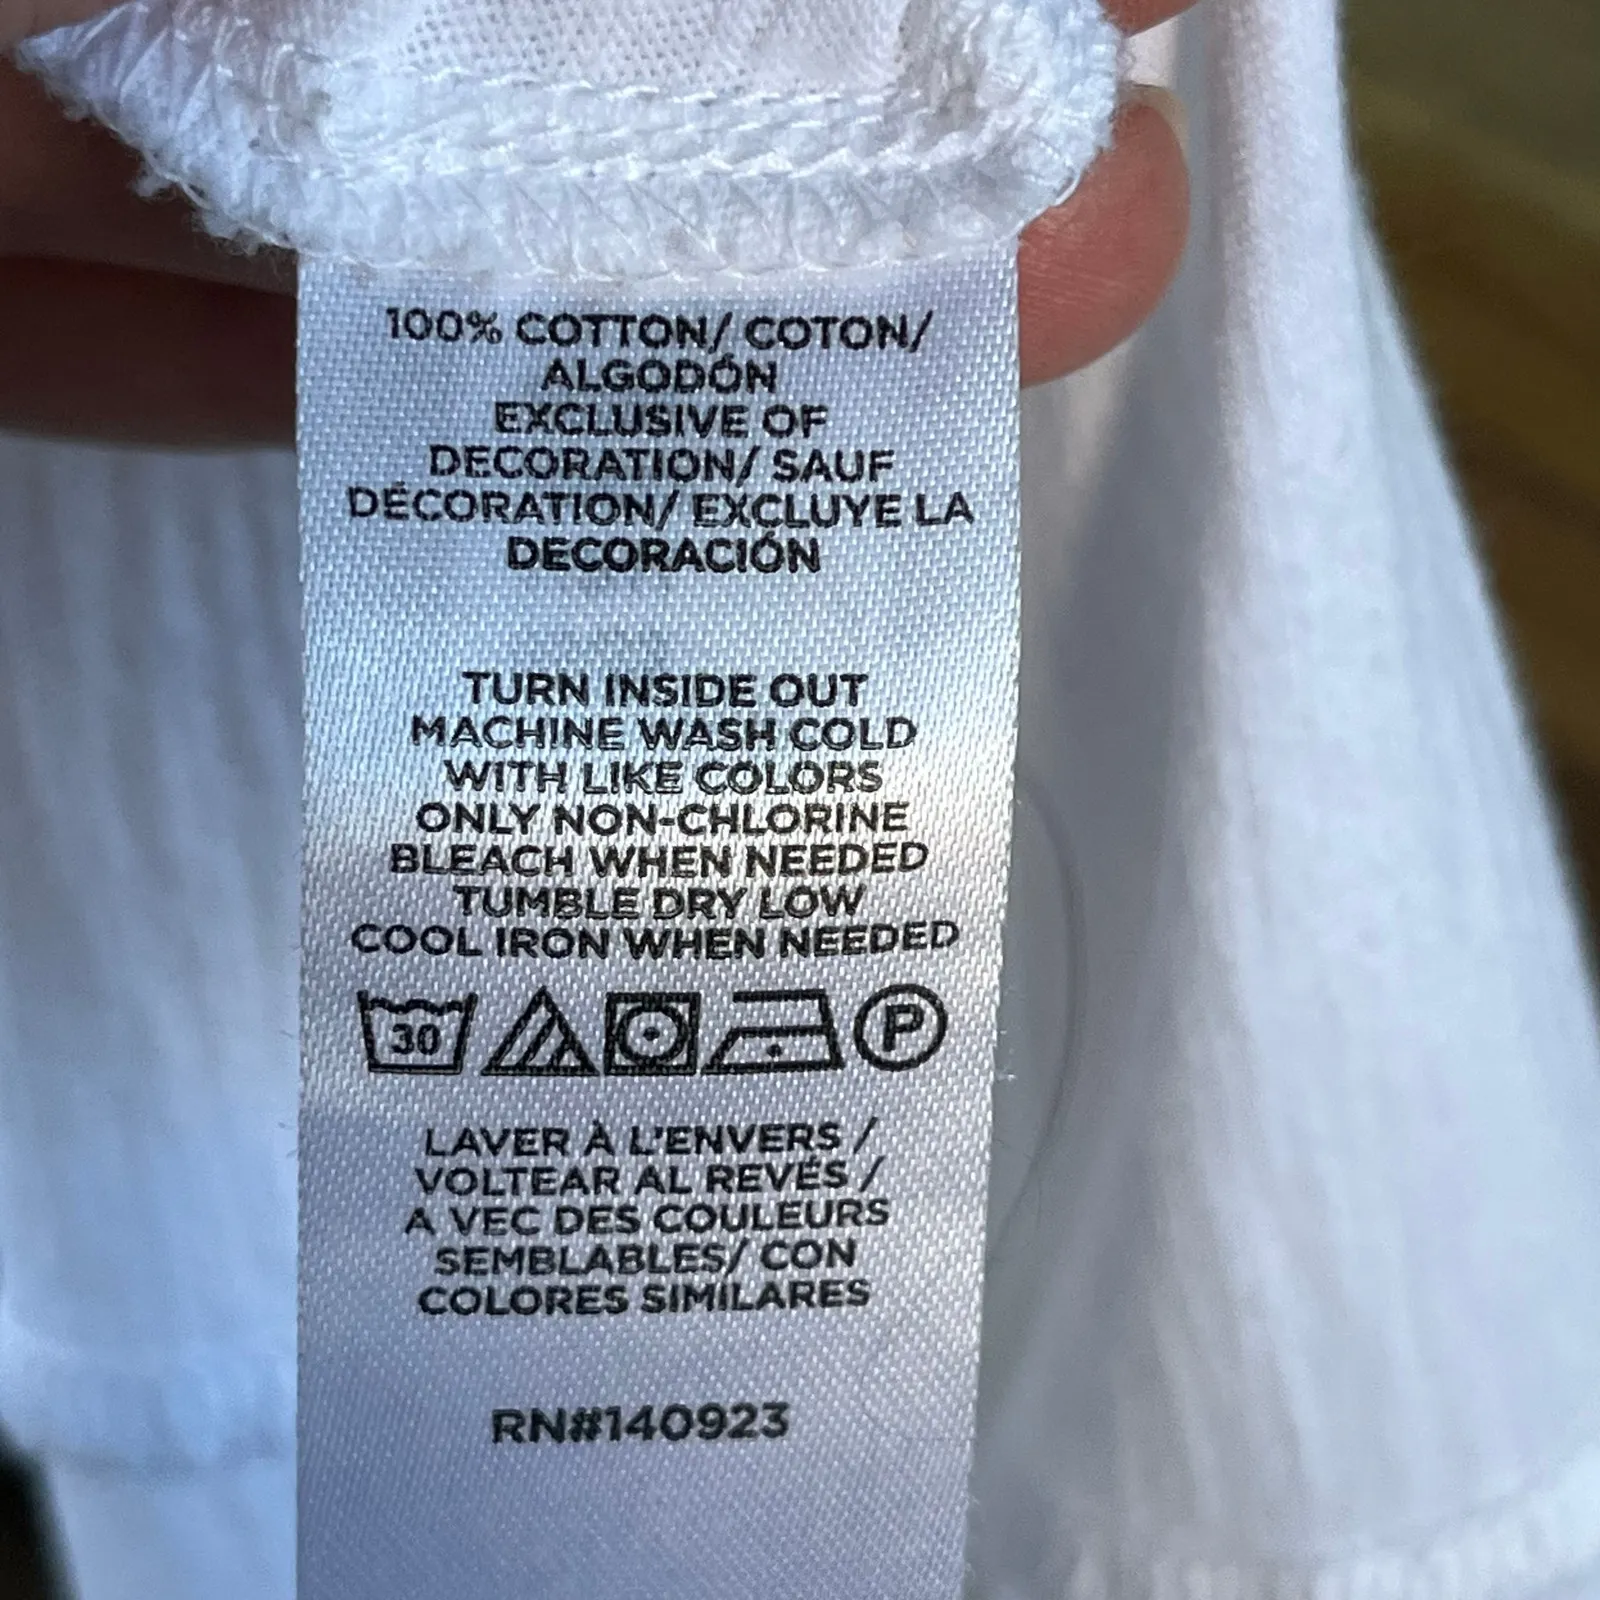 100% COTTON/ COTON/
ALGODÓN
EXCLUSIVE OF
DECORATION/ SAUF
DÉCORATION/ EXCLUYE LA
DECORACIÓN
TURN INSIDE OUT
MACHINE WASH COLD
WITH LIKE COLORS
ONLY NON-CHLORINE
BLEACH WHEN NEEDED
TUMBLE DRY LOW
COOL IRON WHEN NEEDED
30 P
LAVER À L'ENVERS /
VOLTEAR AL REVÉS /
A VEC DES COULEURS
SEMBLABLES/ CON
COLORES SIMILARES
RN#140923